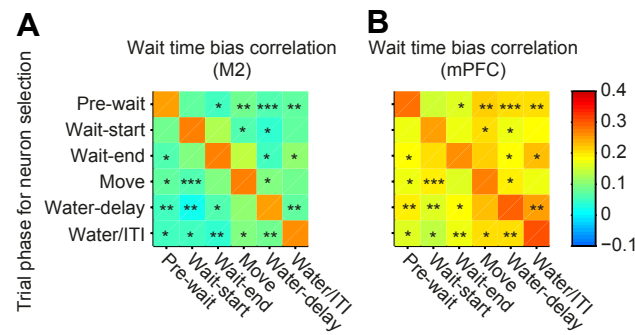 A
B
Wait time bias correlation
(M2)
Wait time bias correlation
(mPFC)
Trial phase for neuron selection
Pre-wait * ** *** **
Wait-start * *
Wait-end * * *
Move * *** *
Water-delay ** ** * **
Water/ITI * * ** * **
Pre-wait
Wait-start
Wait-end
Move
Water-delay
Water/ITI
* ** *** **
* *
* * *
* *** *
** ** * **
* * ** * **
Pre-wait
Wait-start
Wait-end
Move
Water-delay
Water/ITI
0.4
0.3
0.2
0.1
0
−0.1